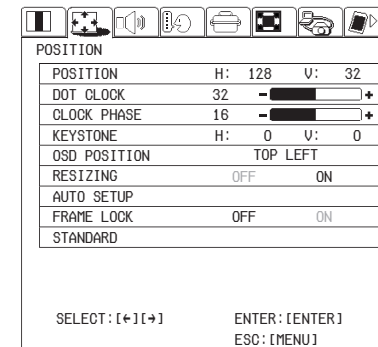 POSITION
POSITION H: 128 V: 32
DOT CLOCK 32 - +
CLOCK PHASE 16 - +
KEYSTONE H: 0 V: 0
OSD POSITION TOP LEFT
RESIZING OFF ON
AUTO SETUP
FRAME LOCK OFF ON
STANDARD
SELECT:[←][→] ENTER:[ENTER]
ESC:[MENU]